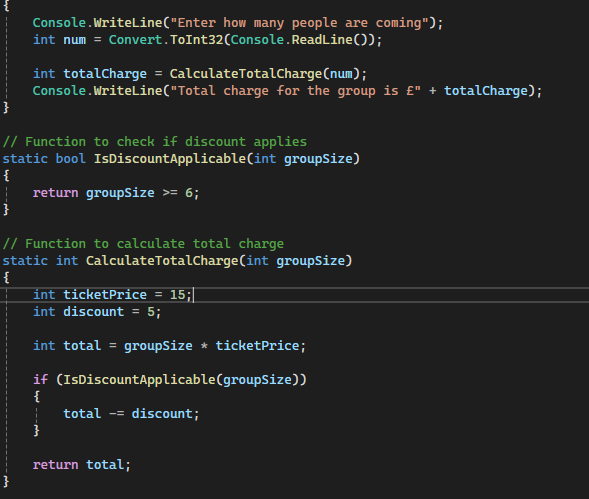 {
Console.WriteLine("Enter how many people are coming");
int num = Convert.ToInt32(Console.ReadLine());
int totalCharge = CalculateTotalCharge(num);
Console.WriteLine("Total charge for the group is £" + totalCharge);
}
// Function to check if discount applies
static bool IsDiscountApplicable(int groupSize)
{
return groupSize >= 6;
}
// Function to calculate total charge
static int CalculateTotalCharge(int groupSize)
{
int ticketPrice = 15;
int discount = 5;
int total = groupSize * ticketPrice;
if (IsDiscountApplicable(groupSize))
{
total -= discount;
}
return total;
}